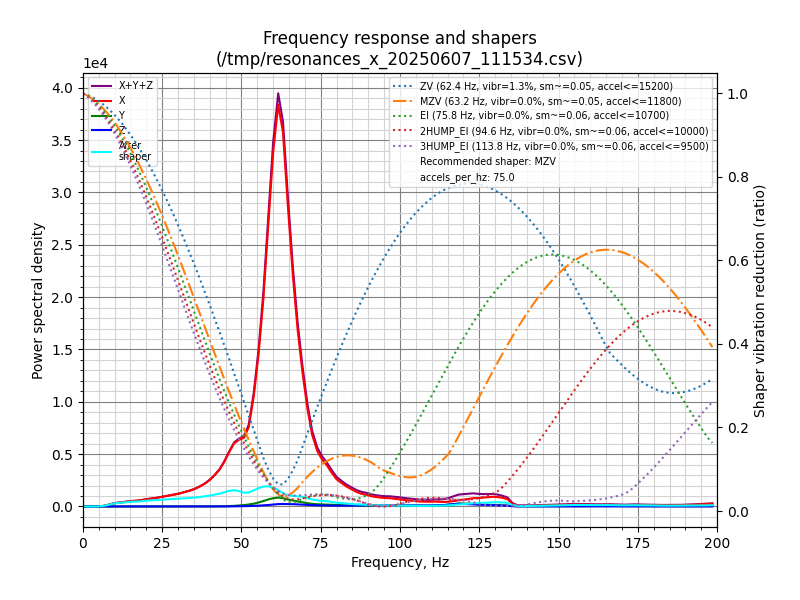 Frequency response and shapers
(/tmp/resonances_x_20250607_111534.csv)
1e4
4.0
3.5
3.0
2.5
2.0
1.5
1.0
0.5
0.0
Power spectral density
X+Y+Z
X
Y
After
shaper
ZV (62.4 Hz, vibr=1.3%, sm~=0.05, accel<=15200)
MZV (63.2 Hz, vibr=0.0%, sm~=0.05, accel<=11800)
EI (75.8 Hz, vibr=0.0%, sm~=0.06, accel<=10700)
2HUMP_EI (94.6 Hz, vibr=0.0%, sm~=0.06, accel<=10000)
3HUMP_EI (113.8 Hz, vibr=0.0%, sm~=0.06, accel<=9500)
Recommended shaper: MZV
accels_per_hz: 75.0
1.0
0.8
0.6
0.4
0.2
0.0
Shaper vibration reduction (ratio)
0 25 50 75 100 125 150 175 200
Frequency, Hz